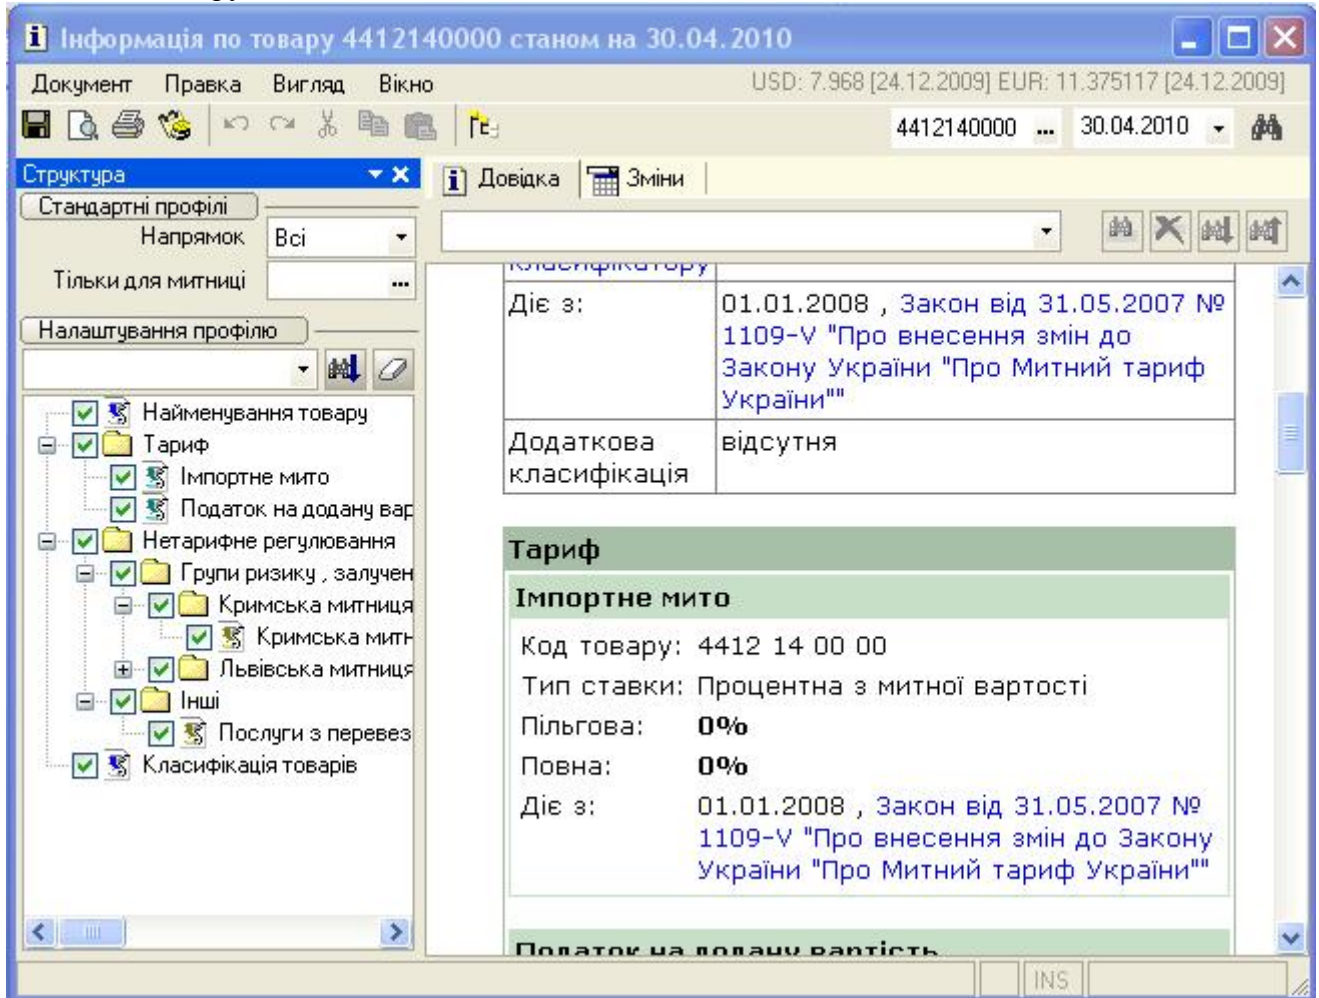 Інформація по товару 4412140000 станом на 30.04.2010
Документ Правка Вигляд Вікно USD: 7.968 [24.12.2009] EUR: 11.375117 [24.12.2009]
4412140000 ... 30.04.2010
Структура
Стандартні профілі
Напрямок Всі
Тільки для митниці ...
Налаштування профілю
Найменування товару
Тариф
Імпортне мито
Податок на додану вар
Нетарифне регулювання
Групи ризику , залучен
Кримська митниця
Кримська митн
Львівська митниця
Інші
Послуги з перевез
Класифікація товарів
Довідка Зміни
класифікатору
Діє з: 01.01.2008 , Закон від 31.05.2007 №
1109-V "Про внесення змін до
Закону України "Про Митний тариф
України""
Додаткова відсутня
класифікація
Тариф
Імпортне мито
Код товару: 4412 14 00 00
Тип ставки: Процентна з митної вартості
Пільгова: 0%
Повна: 0%
Діє з: 01.01.2008 , Закон від 31.05.2007 №
1109-V "Про внесення змін до Закону
України "Про Митний тариф України""
Податок на додану вартість
INS